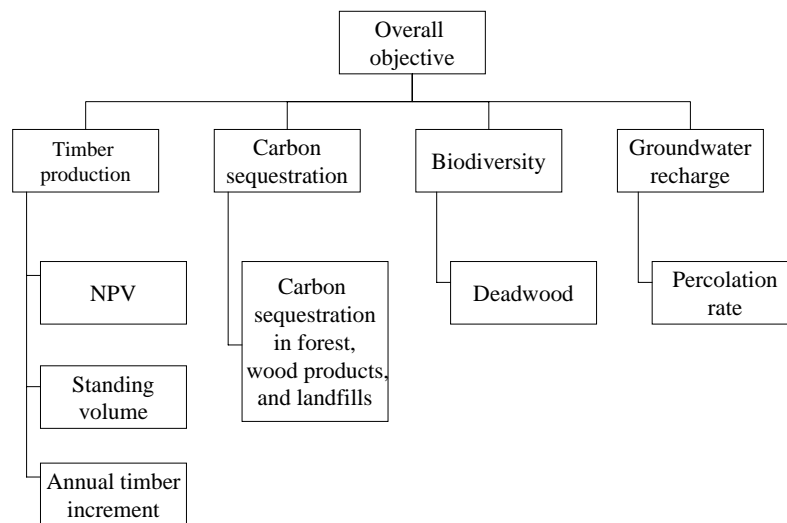 Overall
objective
Timber
production
Carbon
sequestration
Biodiversity
Groundwater
recharge
NPV
Standing
volume
Annual timber
increment
Carbon
sequestration
in forest,
wood products,
and landfills
Deadwood
Percolation
rate